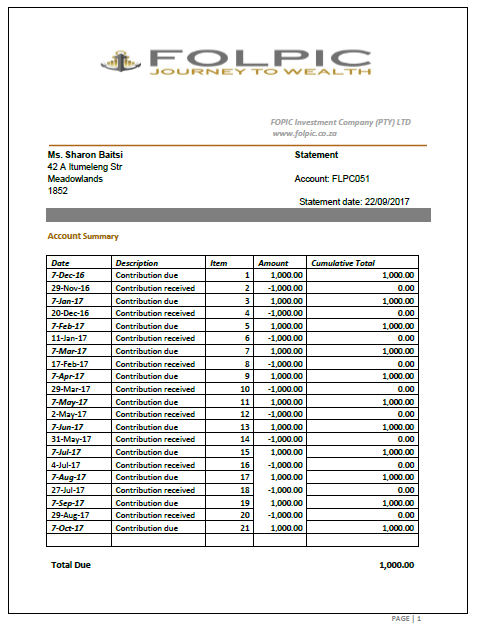 FOLPIC
JOURNEY TO WEALTH
FOPIC Investment Company (PTY) LTD
www.folpic.co.za
Ms. Sharon Baitsi Statement
42 A Itumeleng Str
Meadowlands Account: FLPC051
1852
Statement date: 22/09/2017
Account Summary
Date Description Item Amount Cumulative Total
7-Dec-16 Contribution due 1 1,000.00 1,000.00
29-Nov-16 Contribution received 2 -1,000.00 0.00
7-Jan-17 Contribution due 3 1,000.00 1,000.00
20-Dec-16 Contribution received 4 -1,000.00 0.00
7-Feb-17 Contribution due 5 1,000.00 1,000.00
11-Jan-17 Contribution received 6 -1,000.00 0.00
7-Mar-17 Contribution due 7 1,000.00 1,000.00
17-Feb-17 Contribution received 8 -1,000.00 0.00
7-Apr-17 Contribution due 9 1,000.00 1,000.00
29-Mar-17 Contribution received 10 -1,000.00 0.00
7-May-17 Contribution due 11 1,000.00 1,000.00
2-May-17 Contribution received 12 -1,000.00 0.00
7-Jun-17 Contribution due 13 1,000.00 1,000.00
31-May-17 Contribution received 14 -1,000.00 0.00
7-Jul-17 Contribution due 15 1,000.00 1,000.00
4-Jul-17 Contribution received 16 -1,000.00 0.00
7-Aug-17 Contribution due 17 1,000.00 1,000.00
27-Jul-17 Contribution received 18 -1,000.00 0.00
7-Sep-17 Contribution due 19 1,000.00 1,000.00
29-Aug-17 Contribution received 20 -1,000.00 0.00
7-Oct-17 Contribution due 21 1,000.00 1,000.00
Total Due 1,000.00
PAGE | 1